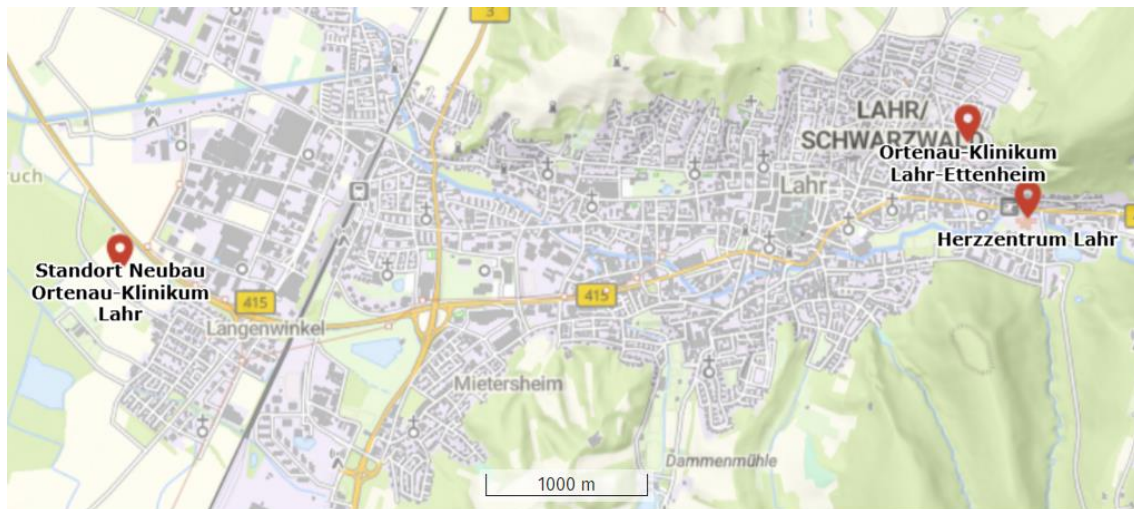 3
LAHR/
SCHWARZWALD
Ortenau-Klinikum
Lahr-Ettenheim
Lahr
Herzzentrum Lahr
Standort Neubau
Ortenau-Klinikum
Lahr
415
415
Langenwinkel
Mietersheim
Dammenmühle
1000 m